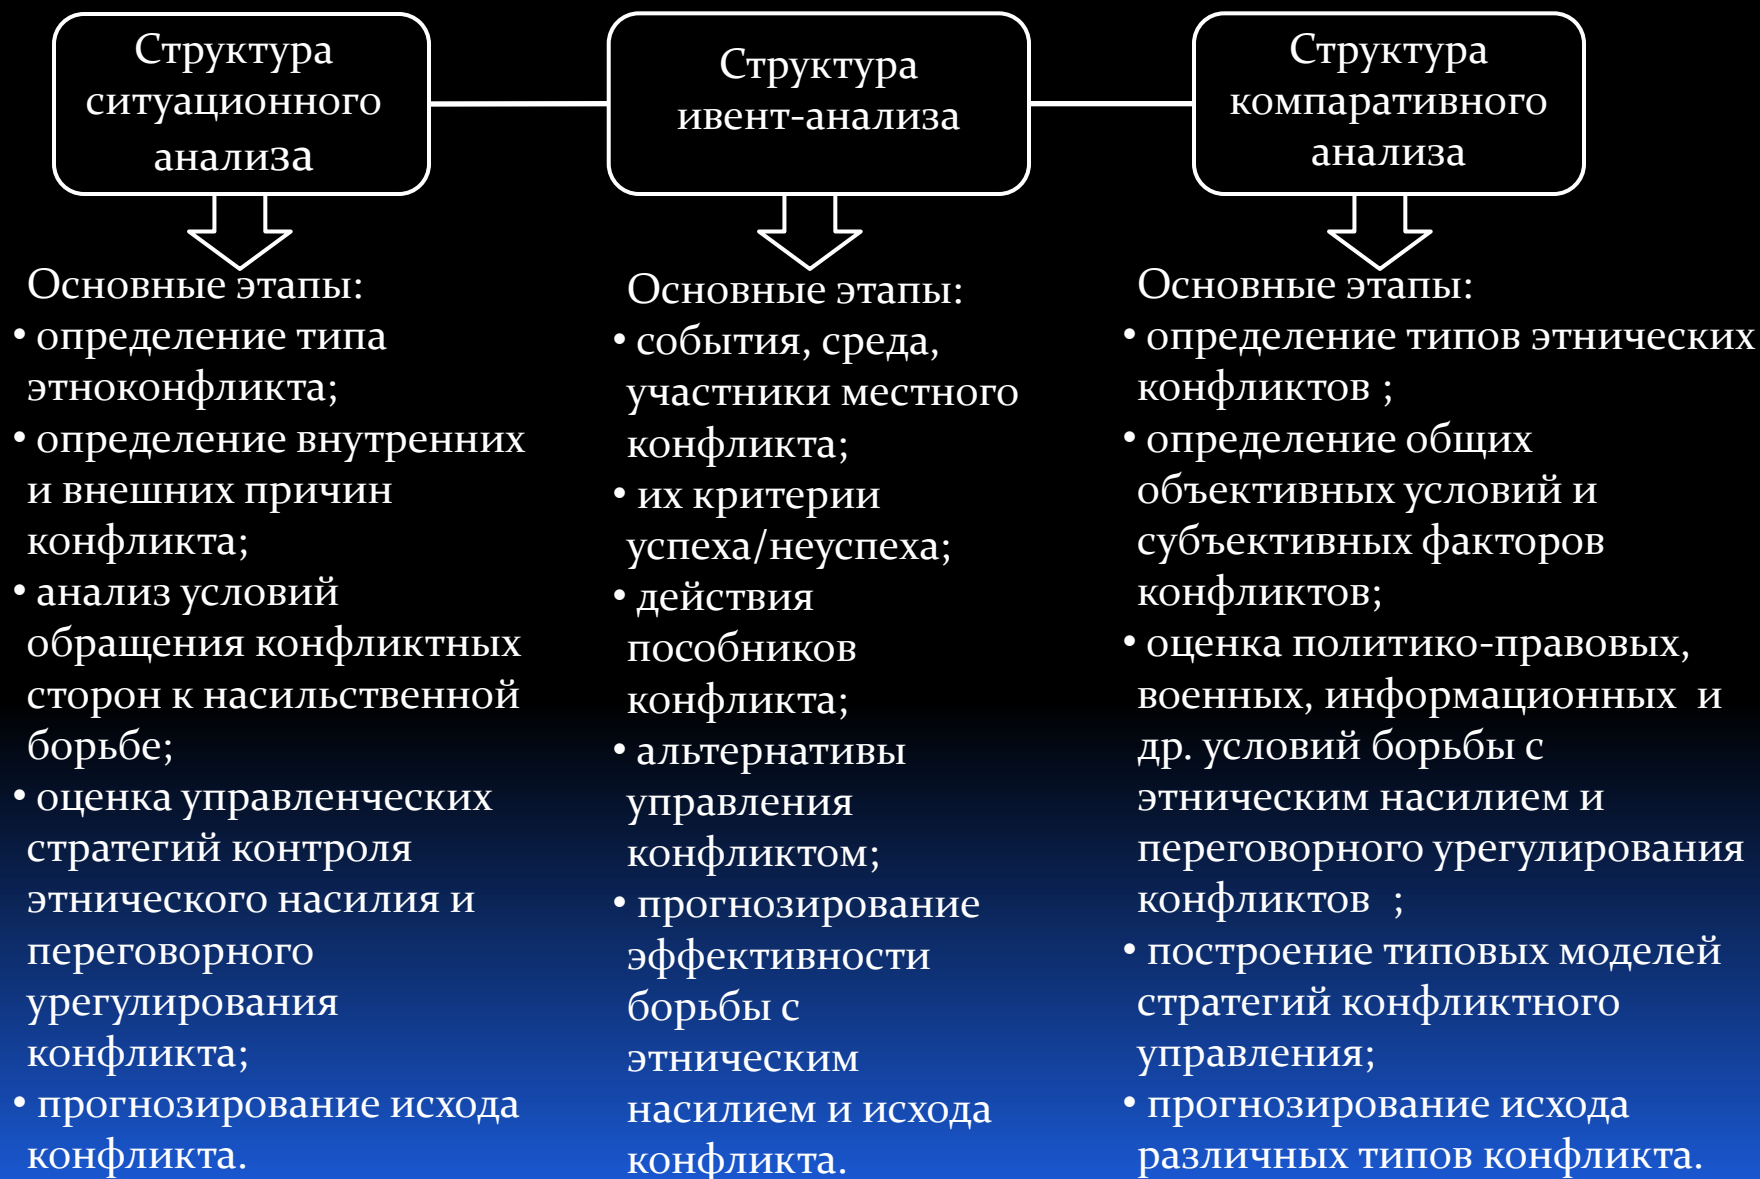 Структура
ситуационного
анализа
Структура
ивент-анализа
Структура
компаративного
анализа
Основные этапы:
• определение типа
этноконфликта;
• определение внутренних
и внешних причин
конфликта;
• анализ условий
обращения конфликтных
сторон к насильственной
борьбе;
• оценка управленческих
стратегий контроля
этнического насилия и
переговорного
урегулирования
конфликта;
• прогнозирование исхода
конфликта.
Основные этапы:
• события, среда,
участники местного
конфликта;
• их критерии
успеха/неуспеха;
• действия
пособников
конфликта;
• альтернативы
управления
конфликтом;
• прогнозирование
эффективности
борьбы с
этническим
насилием и исхода
конфликта.
Основные этапы:
• определение типов этнических
конфликтов ;
• определение общих
объективных условий и
субъективных факторов
конфликтов;
• оценка политико-правовых,
военных, информационных  и
др. условий борьбы с
этническим насилием и
переговорного урегулирования
конфликтов  ;
• построение типовых моделей
стратегий конфликтного
управления;
• прогнозирование исхода
различных типов конфликта.